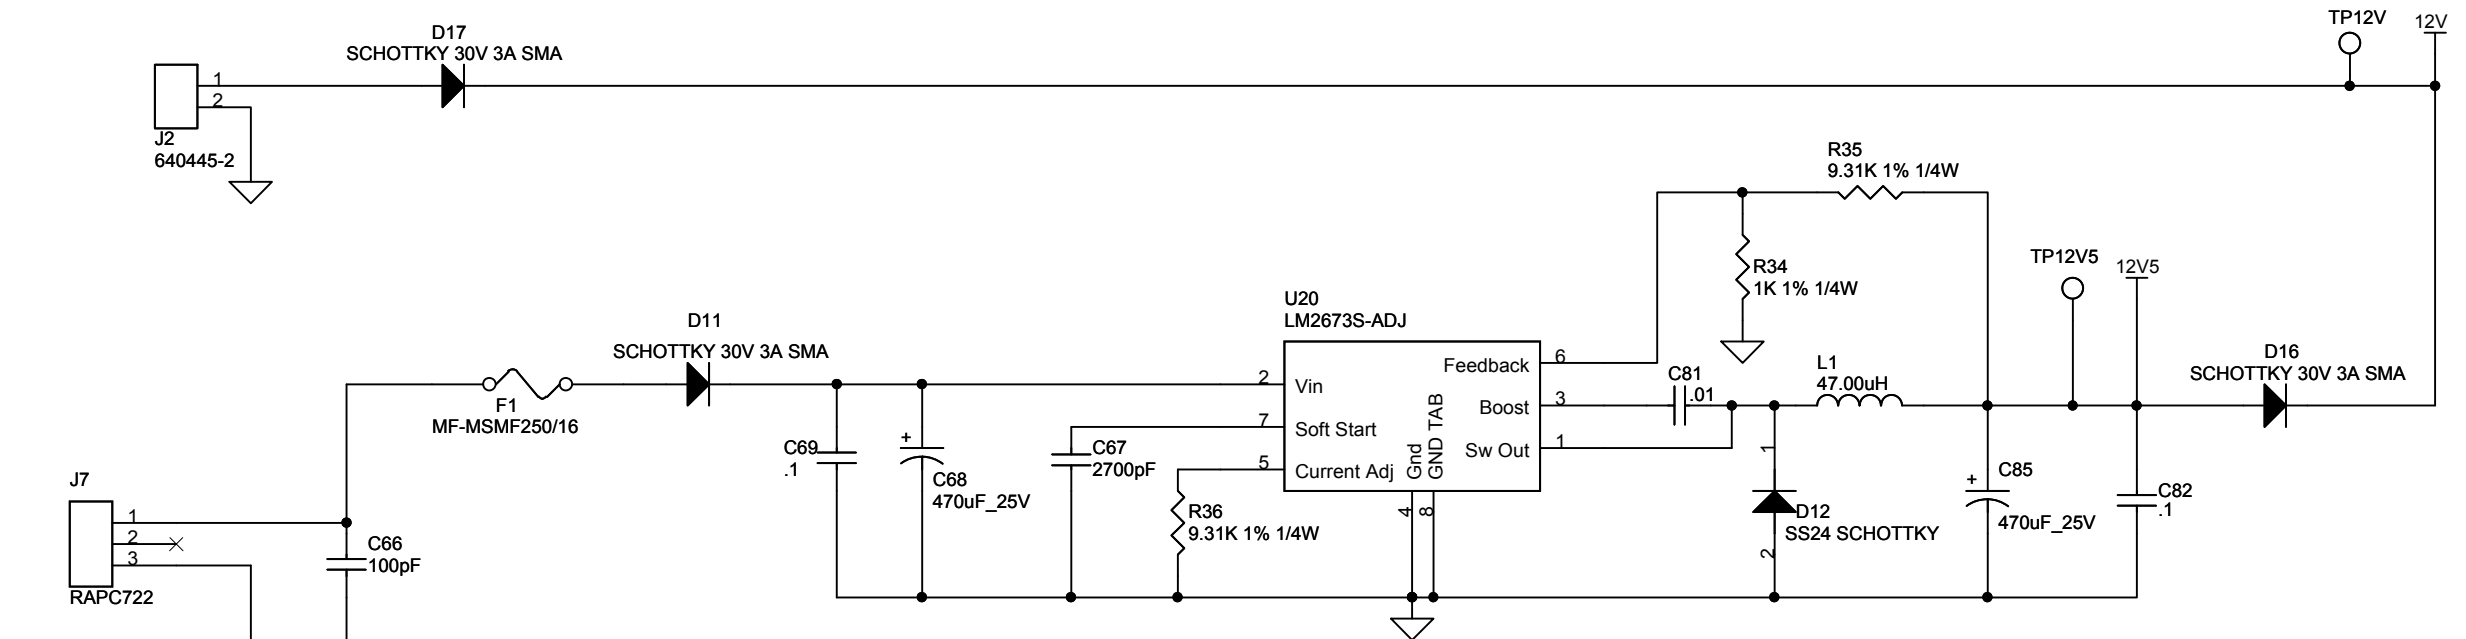 TP12V
12V
D17
SCHOTTKY 30V 3A SMA
1
2
J2
640445-2
R35
9.31K 1% 1/4W
R34
1K 1% 1/4W
TP12V5
12V5
U20
LM2673S-ADJ
D11
SCHOTTKY 30V 3A SMA
F1
MF-MSMF250/16
2
Vin
7
Soft Start
5
Current Adj
Feedback
6
Boost
3
Sw Out
1
Gnd
GND TAB
4
8
C81
.01
L1
47.00uH
D16
SCHOTTKY 30V 3A SMA
C69
.1
C68
+
470uF_25V
C67
2700pF
R36
9.31K 1% 1/4W
1
D12
SS24 SCHOTTKY
2
+
C85
470uF_25V
C82
.1
J7
1
2
3
RAPC722
C66
100pF